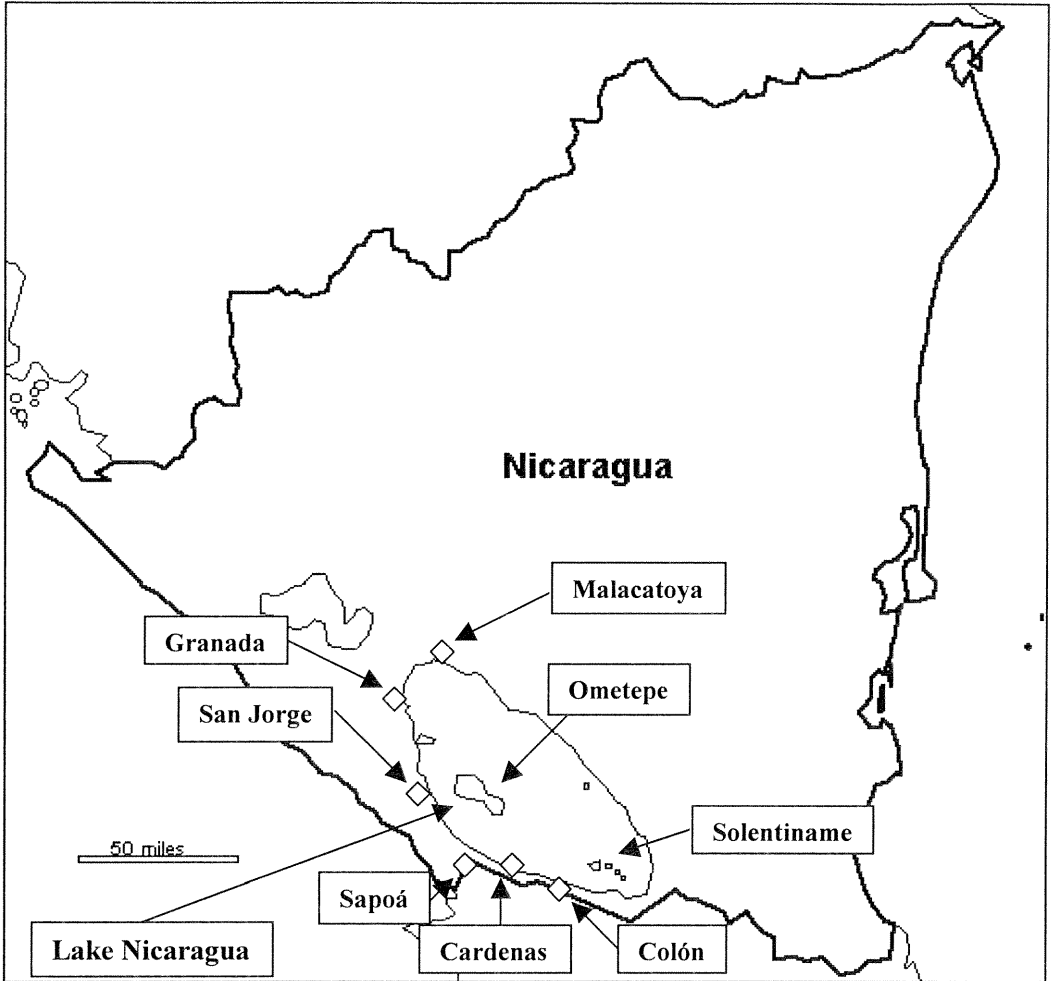 Nicaragua
Malacatoya
Granada
Ometepe
San Jorge
Solentiname
50 miles
Sapoá
Lake Nicaragua
Cardenas
Colón